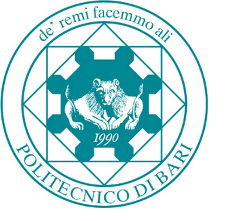 de' remi facemmo ali
1990
POLITECNICO DI BARI